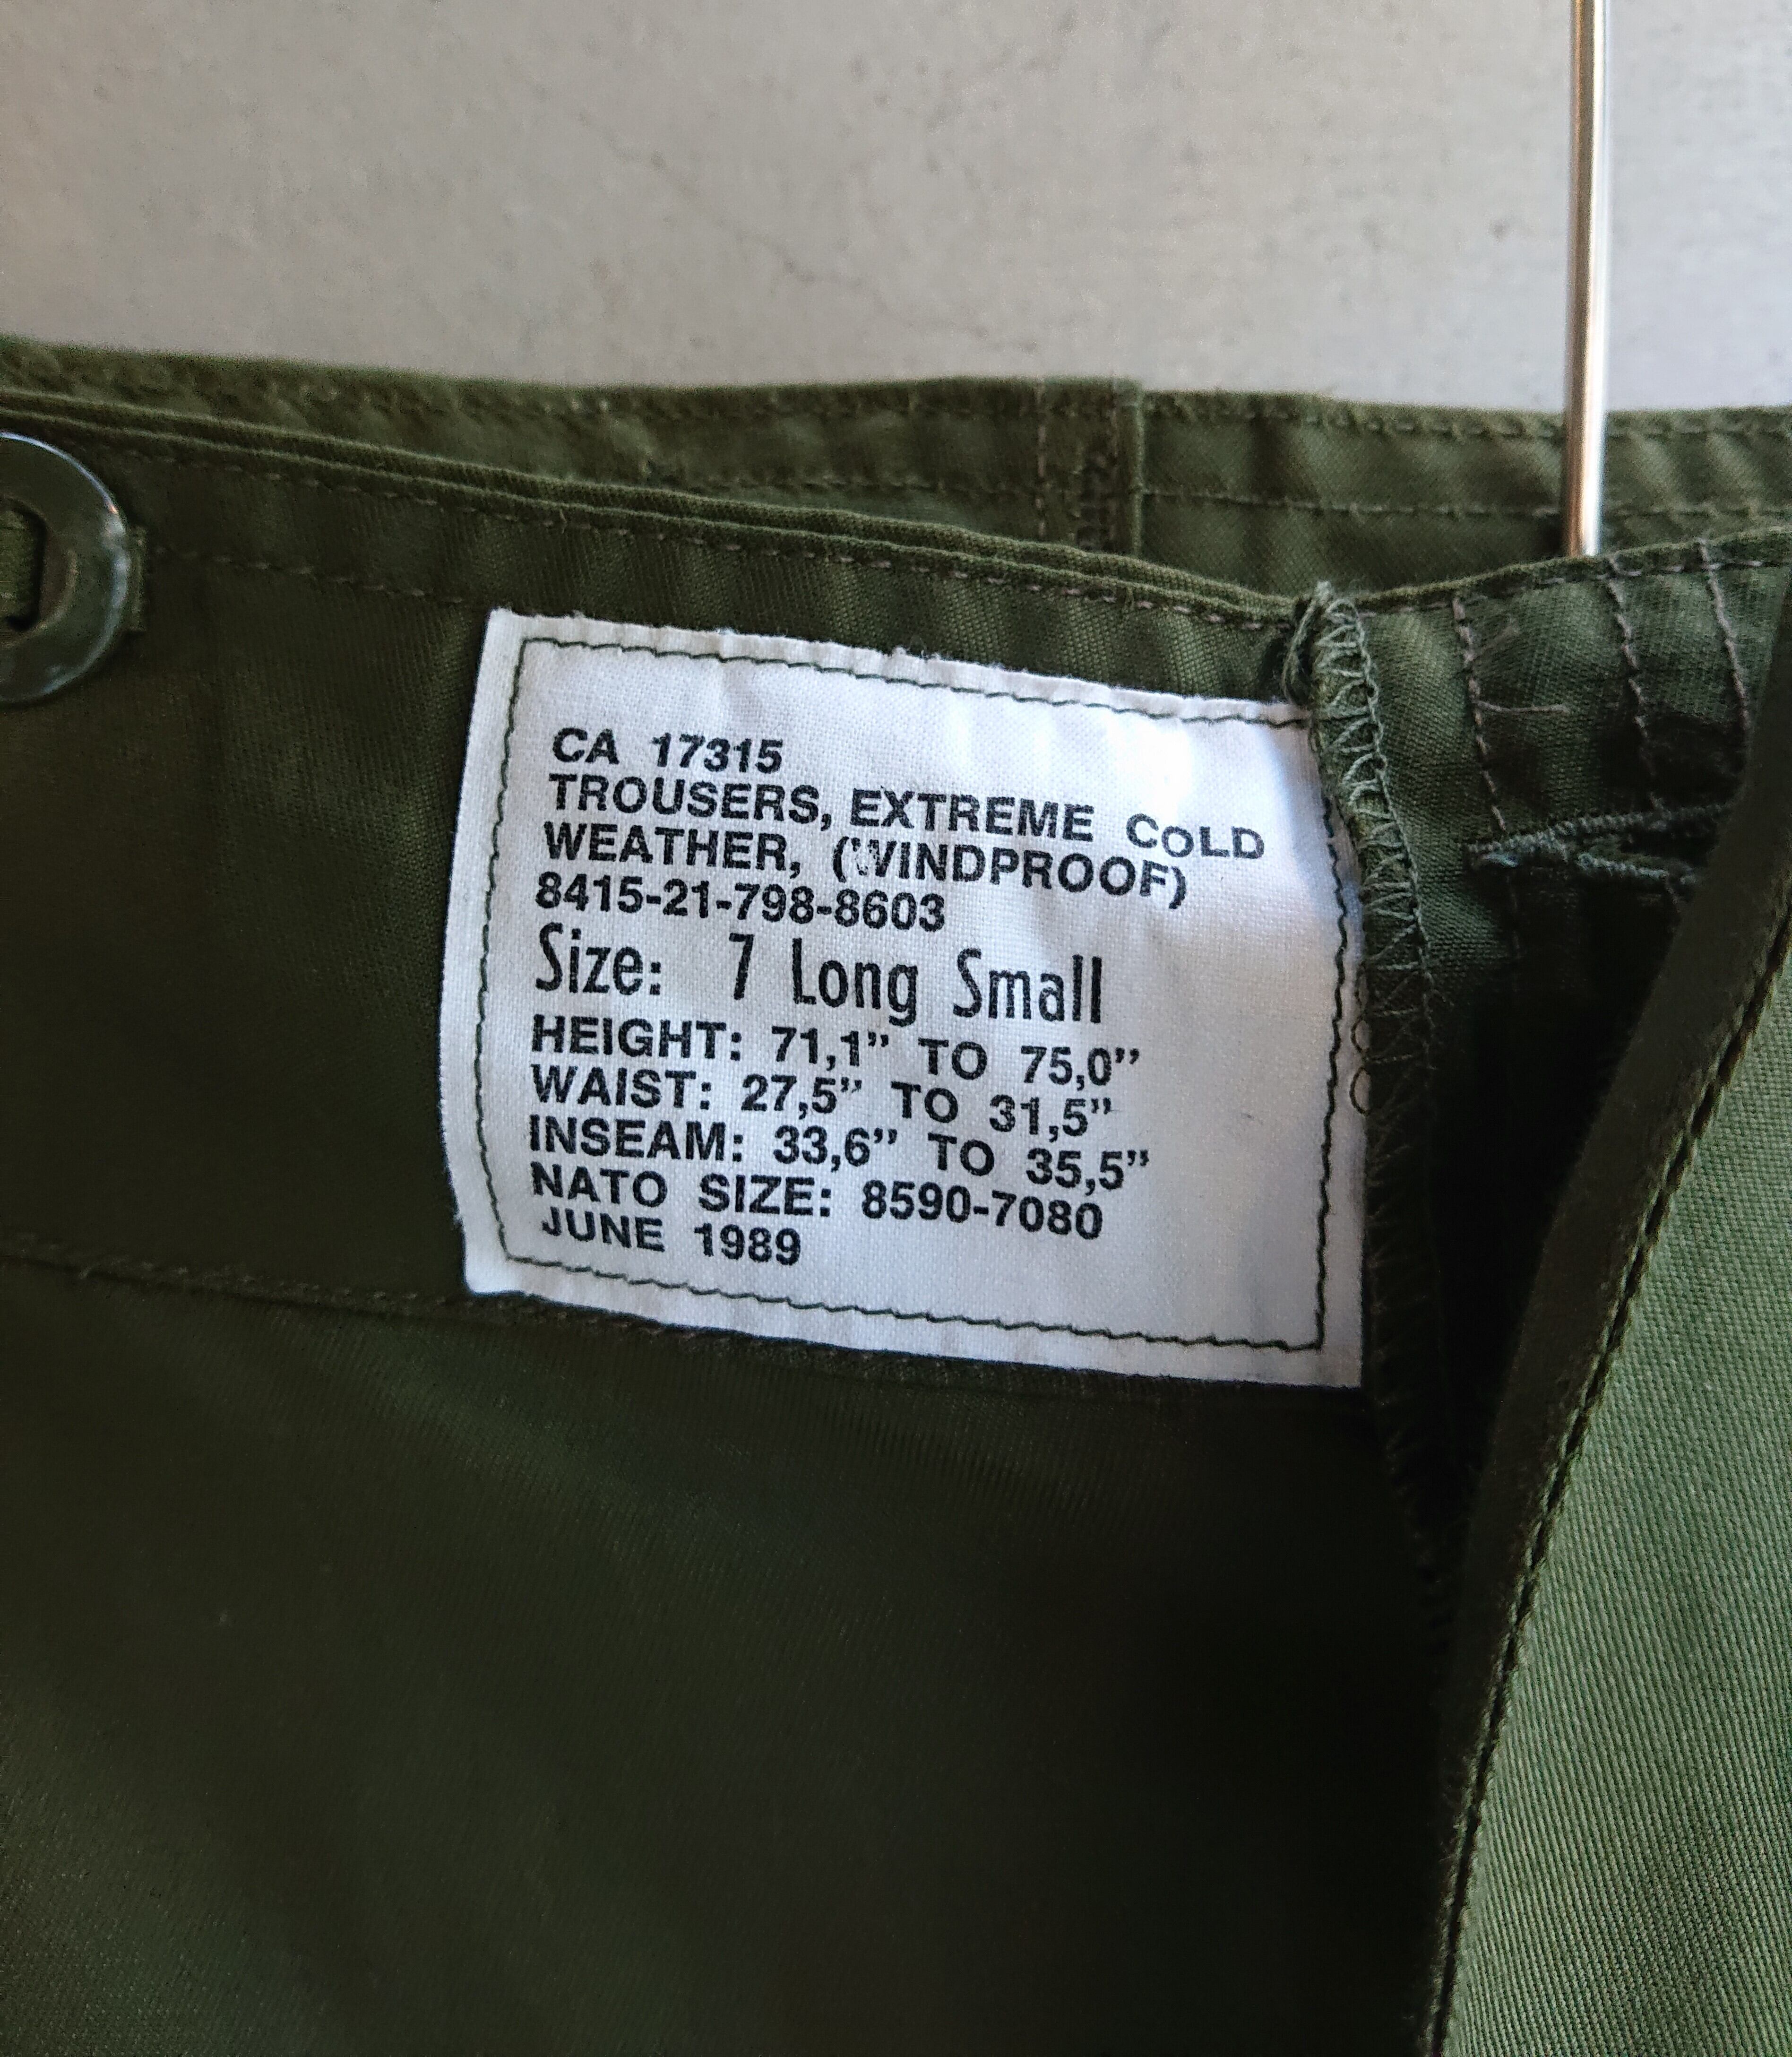 CA 17315
TROUSERS, EXTREME COLD
WEATHER, (WINDPROOF)
8415-21-798-8603
Size: 7 Long Small
HEIGHT: 71,1” TO 75,0”
WAIST: 27,5” TO 31,5”
INSEAM: 33,6” TO 35,5”
NATO SIZE: 8590-7080
JUNE 1989